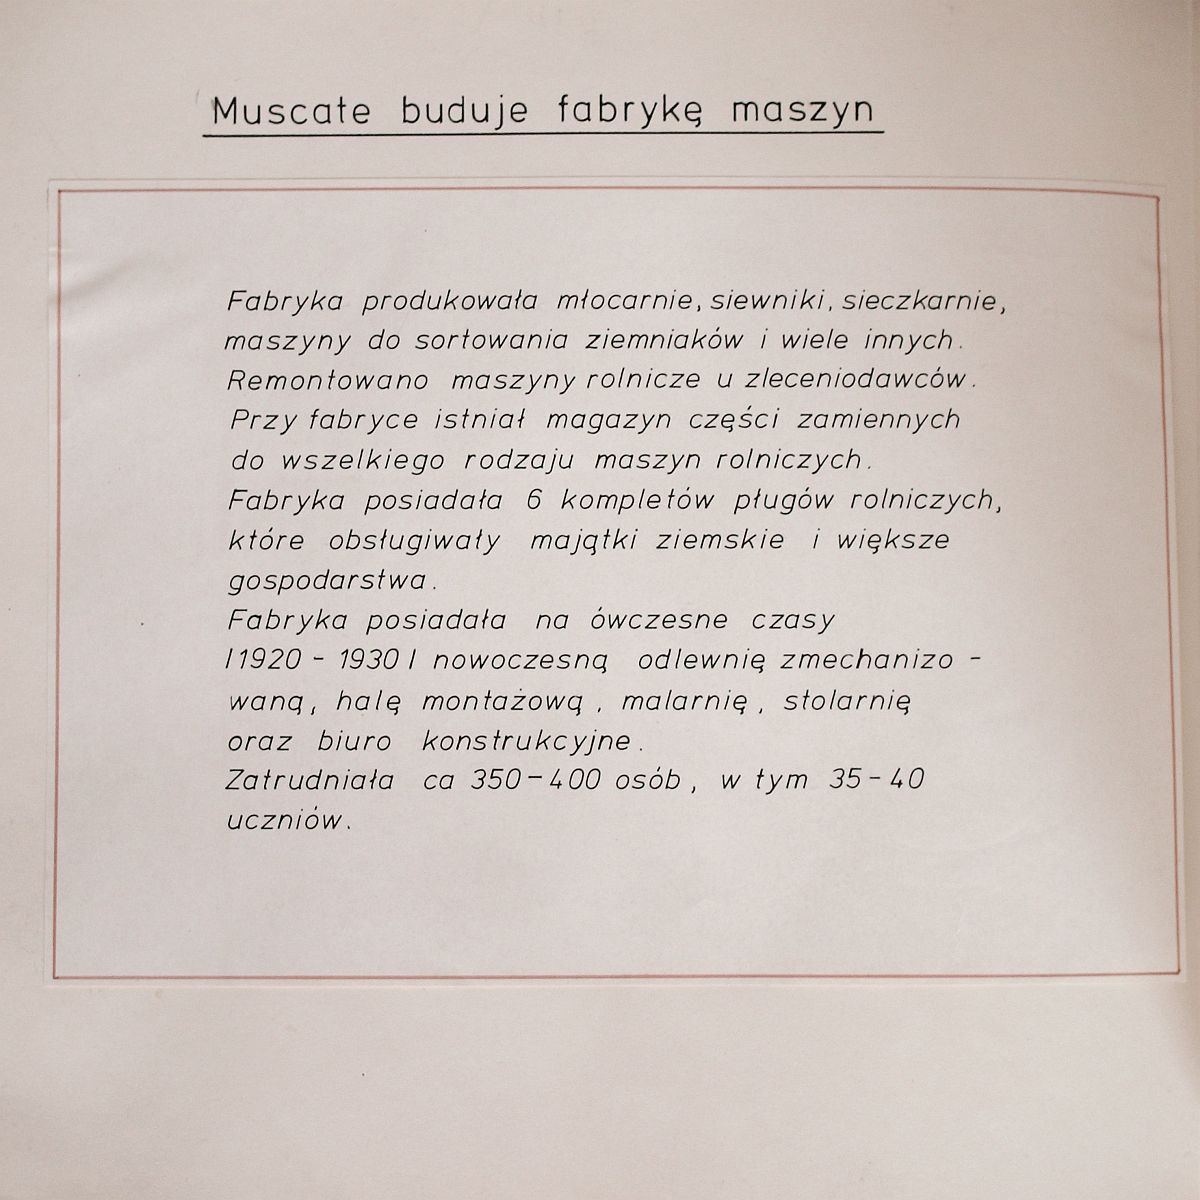 Muscate buduje fabrykę maszyn
Fabryka produkowała młocarnie, siewniki, sieczkarnie,
maszyny do sortowania ziemniaków i wiele innych.
Remontowano maszyny rolnicze u zleceniodawców.
Przy fabryce istniał magazyn części zamiennych
do wszelkiego rodzaju maszyn rolniczych.
Fabryka posiadała 6 kompletów pługów rolniczych,
które obsługiwały majątki ziemskie i większe
gospodarstwa.
Fabryka posiadała na ówczesne czasy
/1920 - 1930/ nowoczesną odlewnię zmechanizo -
waną, halę montażową, malarnię, stolarnię
oraz biuro konstrukcyjne.
Zatrudniała ca 350-400 osób, w tym 35-40
uczniów.